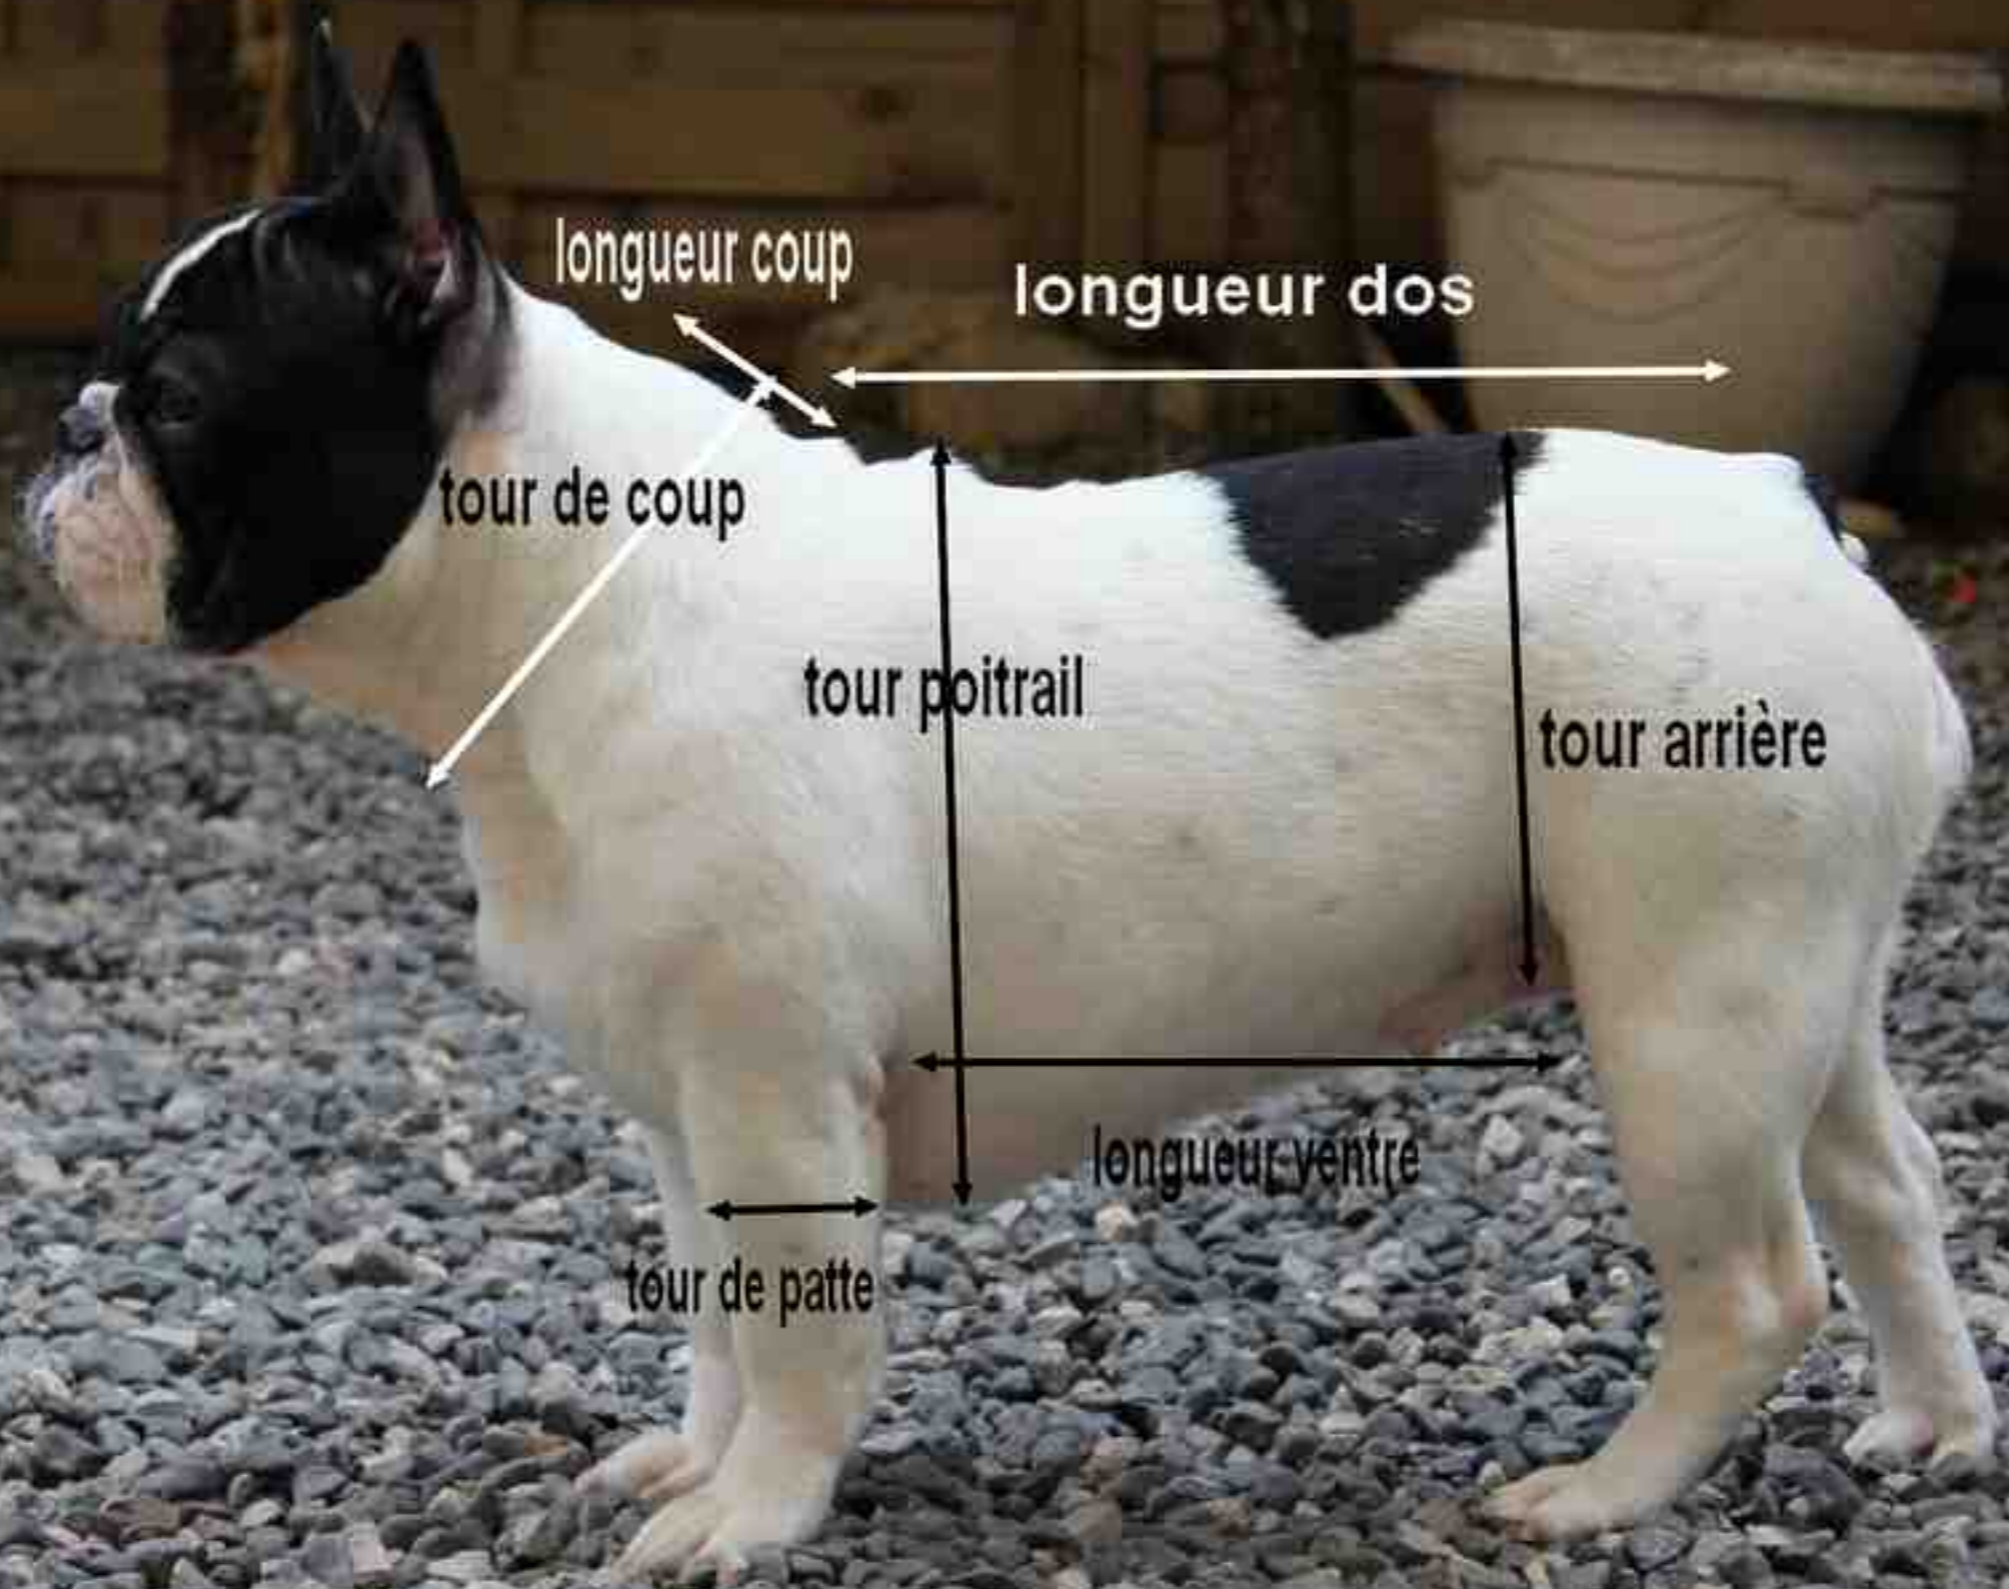 longueur coup
longueur dos
tour de coup
tour poitrail
tour arrière
longueur ventre
tour de patte